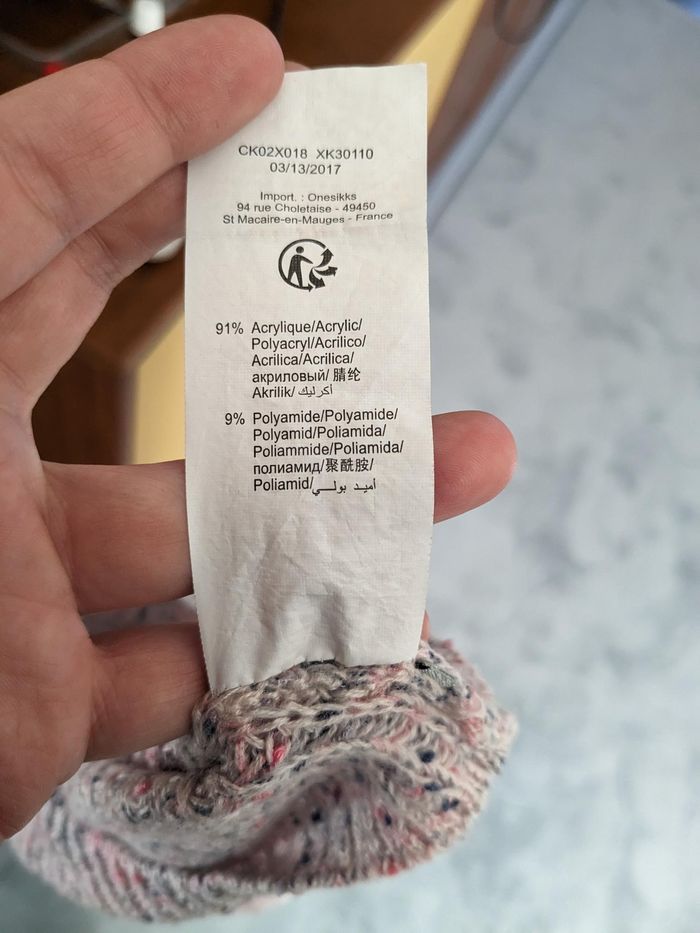 CK02X018 XK30110
03/13/2017
Import. : Onesikks
94 rue Choletaise - 49450
St Macaire-en-Mauges - France
91% Acrylique/Acrylic/
Polyacryl/Acrilico/
Acrilica/Acrilica/
акриловый/ 腈纶
Akrilik/ أكرليك
9% Polyamide/Polyamide/
Polyamid/Poliamida/
Poliammide/Poliamida/
полиамид/聚酰胺/
Poliamid/أميد بولـــي